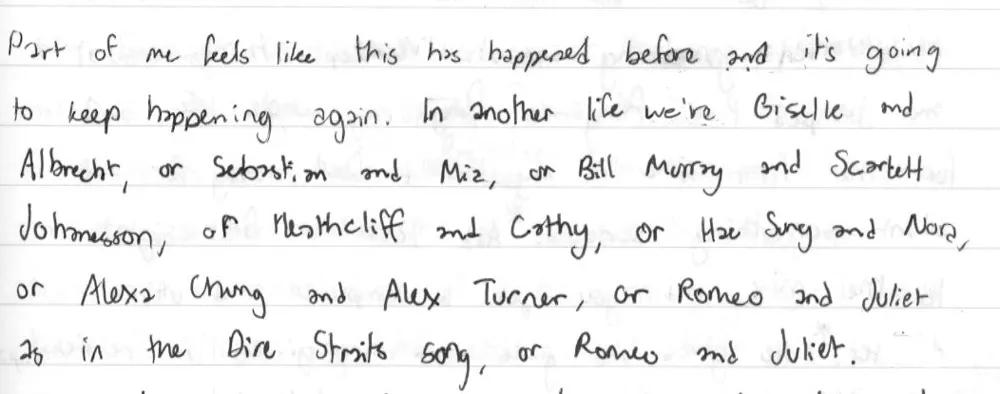 Part of me feels like this has happened before and it's going
to keep happening again. In another life we're Giselle and
Albrecht, or Sebastian and Mia, or Bill Murray and Scarlett
Johansson, or Heathcliff and Cathy, or Hae Sung and Nora,
or Alexa Chung and Alex Turner, or Romeo and Juliet
as in the Dire Straits song, or Romeo and Juliet.